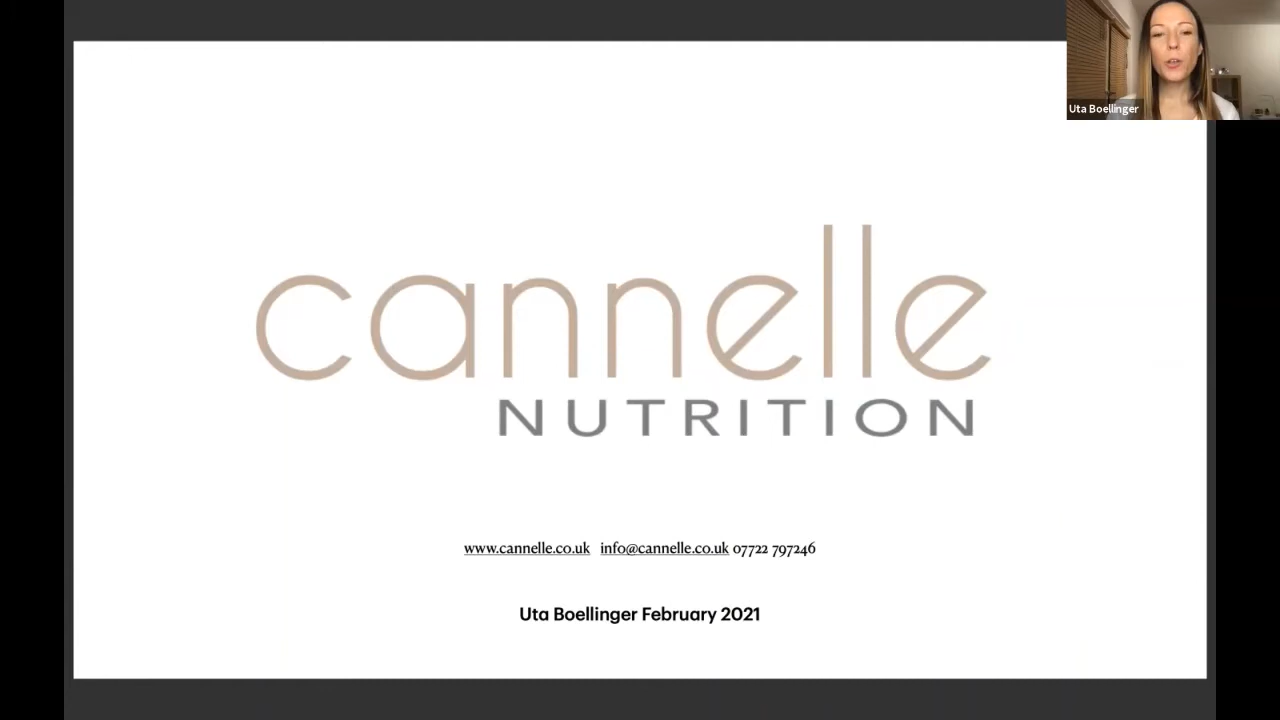 Uta Boellinger
cannelle
NUTRITION
www.cannelle.co.uk info@cannelle.co.uk 07722 797246
Uta Boellinger February 2021